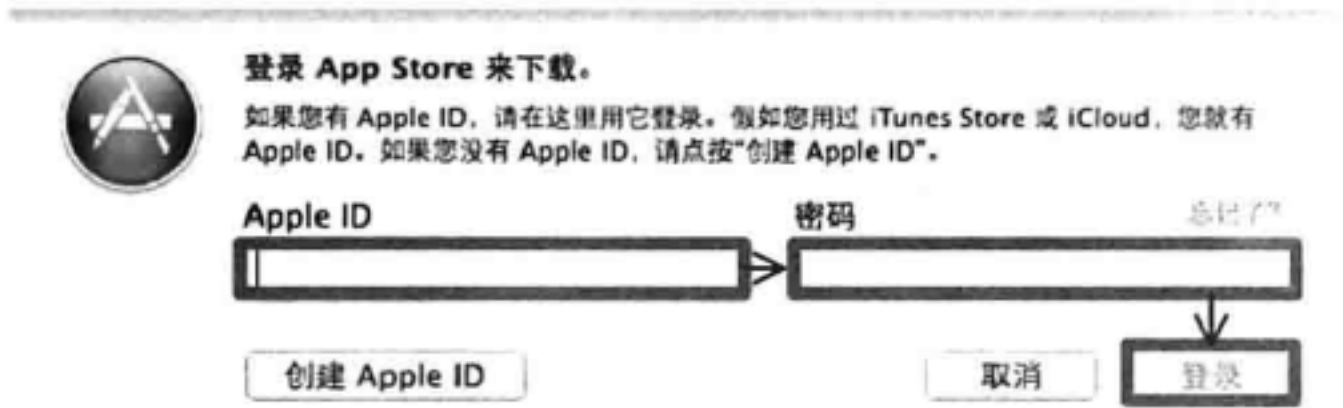 登录 App Store 来下载。
如果您有 Apple ID，请在这里用它登录。假如您用过 iTunes Store 或 iCloud，您就有
Apple ID。如果您没有 Apple ID，请点按“创建 Apple ID”。
Apple ID 密码 忘记了?
创建 Apple ID 取消 登录